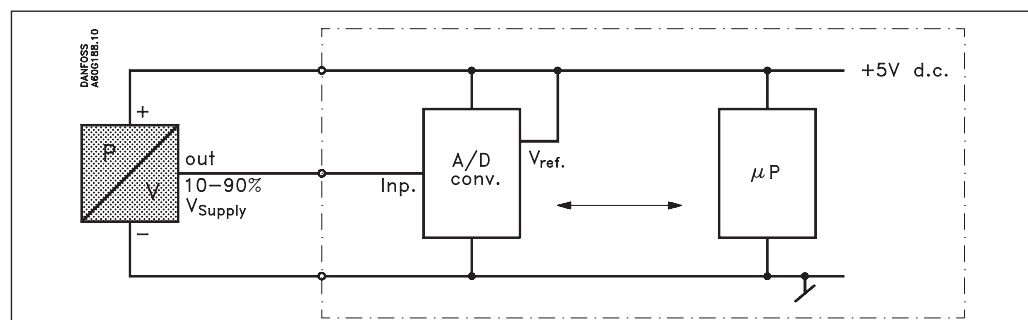 DANFOSS
A60G188.10
+5V d.c.
+
P
V
out
10-90%
VSupply
Inp.
A/D
conv.
Vref.
µP
-